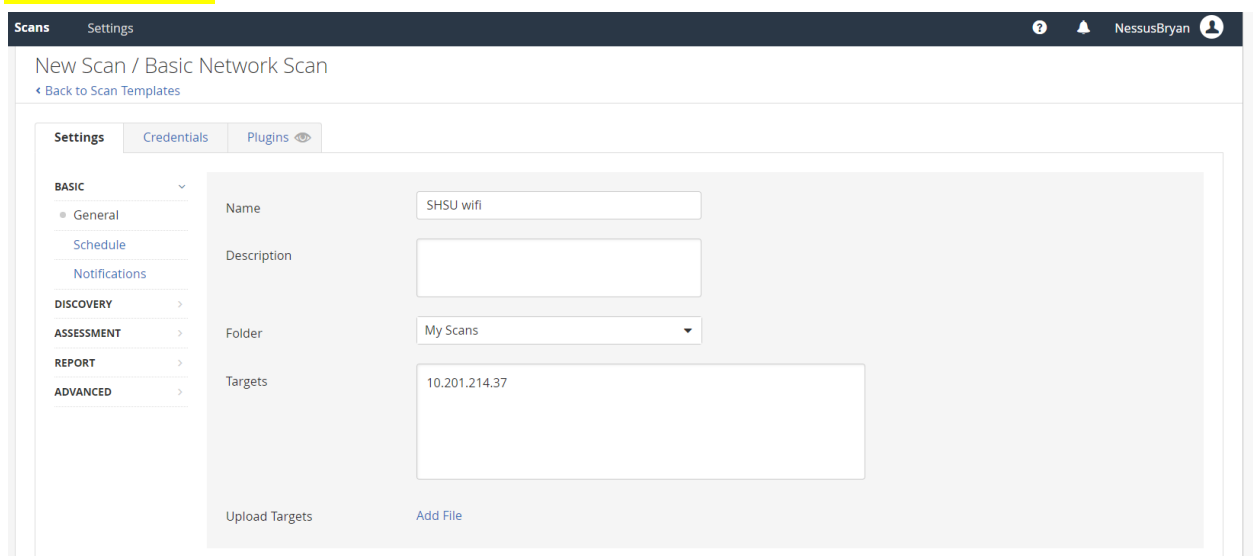 Scans Settings NessusBryan
New Scan / Basic Network Scan
Back to Scan Templates
Settings Credentials Plugins
BASIC
General
Schedule
Notifications
DISCOVERY
ASSESSMENT
REPORT
ADVANCED
Name SHSU wifi
Description
Folder My Scans
Targets 10.201.214.37
Upload Targets Add File